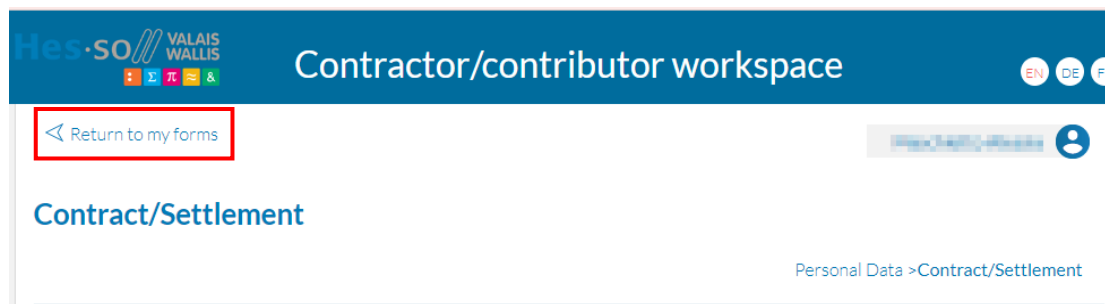 Hes·so VALAIS
WALLIS
: Σ π ≈ &
Contractor/contributor workspace
EN DE
Return to my forms
Contract/Settlement
Personal Data >Contract/Settlement